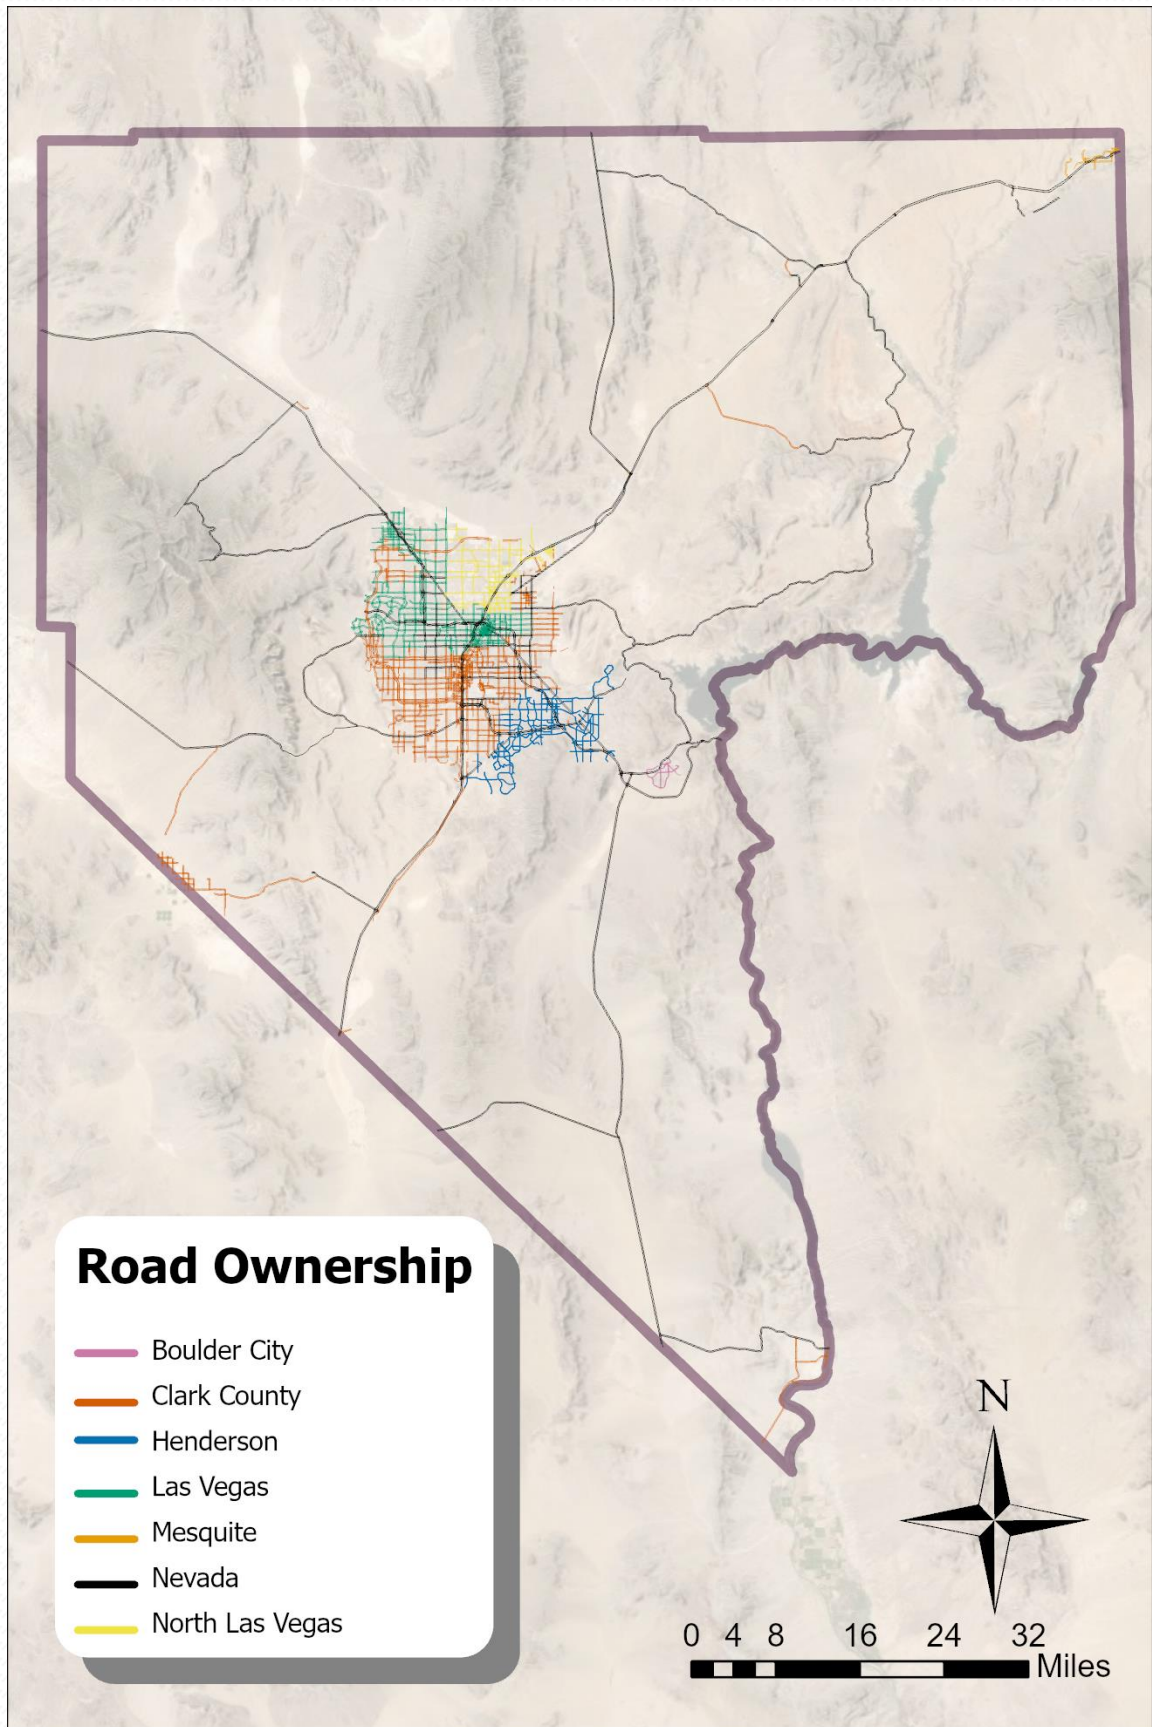 Road Ownership
Boulder City
Clark County
Henderson
Las Vegas
Mesquite
Nevada
North Las Vegas
N
0 4 8 16 24 32
Miles